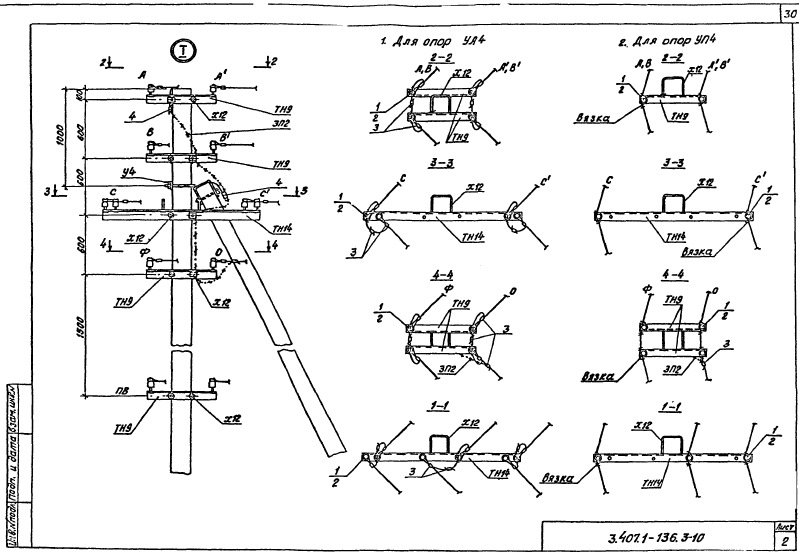 30
I
1. Для опор УА4
2. Для опор УП4
2 2
А А'
100
4 Х12 ТН9
600
ЗП2
1000
В В'
ТН9
600
У4 4
3 3
С С'
ТН14
Х12
600
4 4
Ф О
ТН9 Х12
1500
ПВ
ТН9 Х12
2-2
А,В Х12 А',В'
1
2
3 ТН9
3-3
С Х12 С'
1
2
3 ТН14
4-4
Ф ТН9 О
1
2
3
ЗП2
1-1
Х12
1
2
3 ТН14
2-2
А,В Х12 А',В'
1
2
Вязка ТН9
3-3
С Х12 С'
1
2
ТН14 Вязка
4-4
Ф ТН9 О
1
2
3
Вязка ЗП2
1-1
Х12
1
2
Вязка ТН14
Инв.№подл. Подп. и дата Взам.инв.№
3.407.1-136.3-10
Лист
2